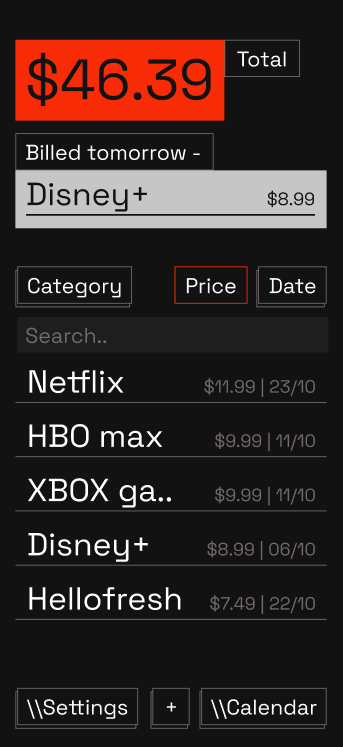 $46.39 Total
Billed tomorrow -
Disney+ $8.99
Category Price Date
Search..
Netflix $11.99 | 23/10
HBO max $9.99 | 11/10
XBOX ga.. $9.99 | 11/10
Disney+ $8.99 | 06/10
Hellofresh $7.49 | 22/10
\\Settings + \\Calendar